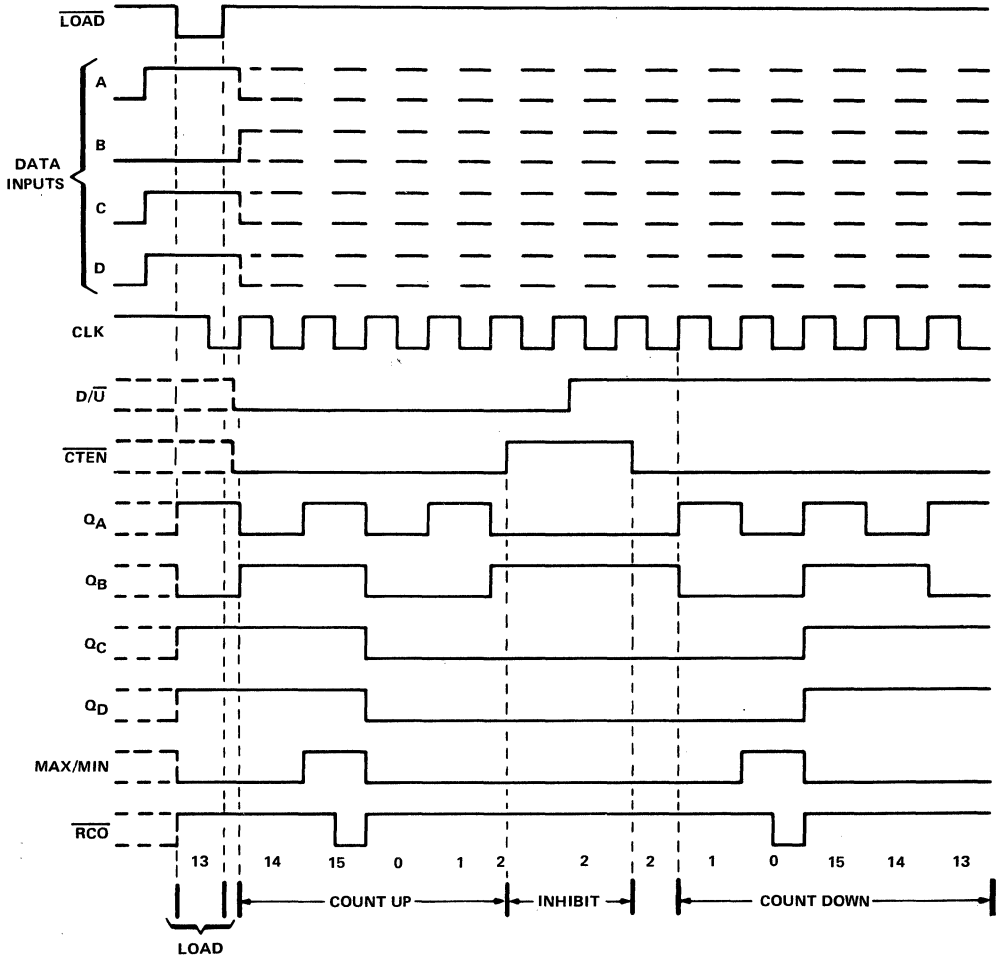 LOAD
A
B
DATA
INPUTS
C
D
CLK
D/U̅
CTEN
QA
QB
QC
QD
MAX/MIN
RCO
13 14 15 0 1 2 2 2 1 0 15 14 13
COUNT UP INHIBIT COUNT DOWN
LOAD